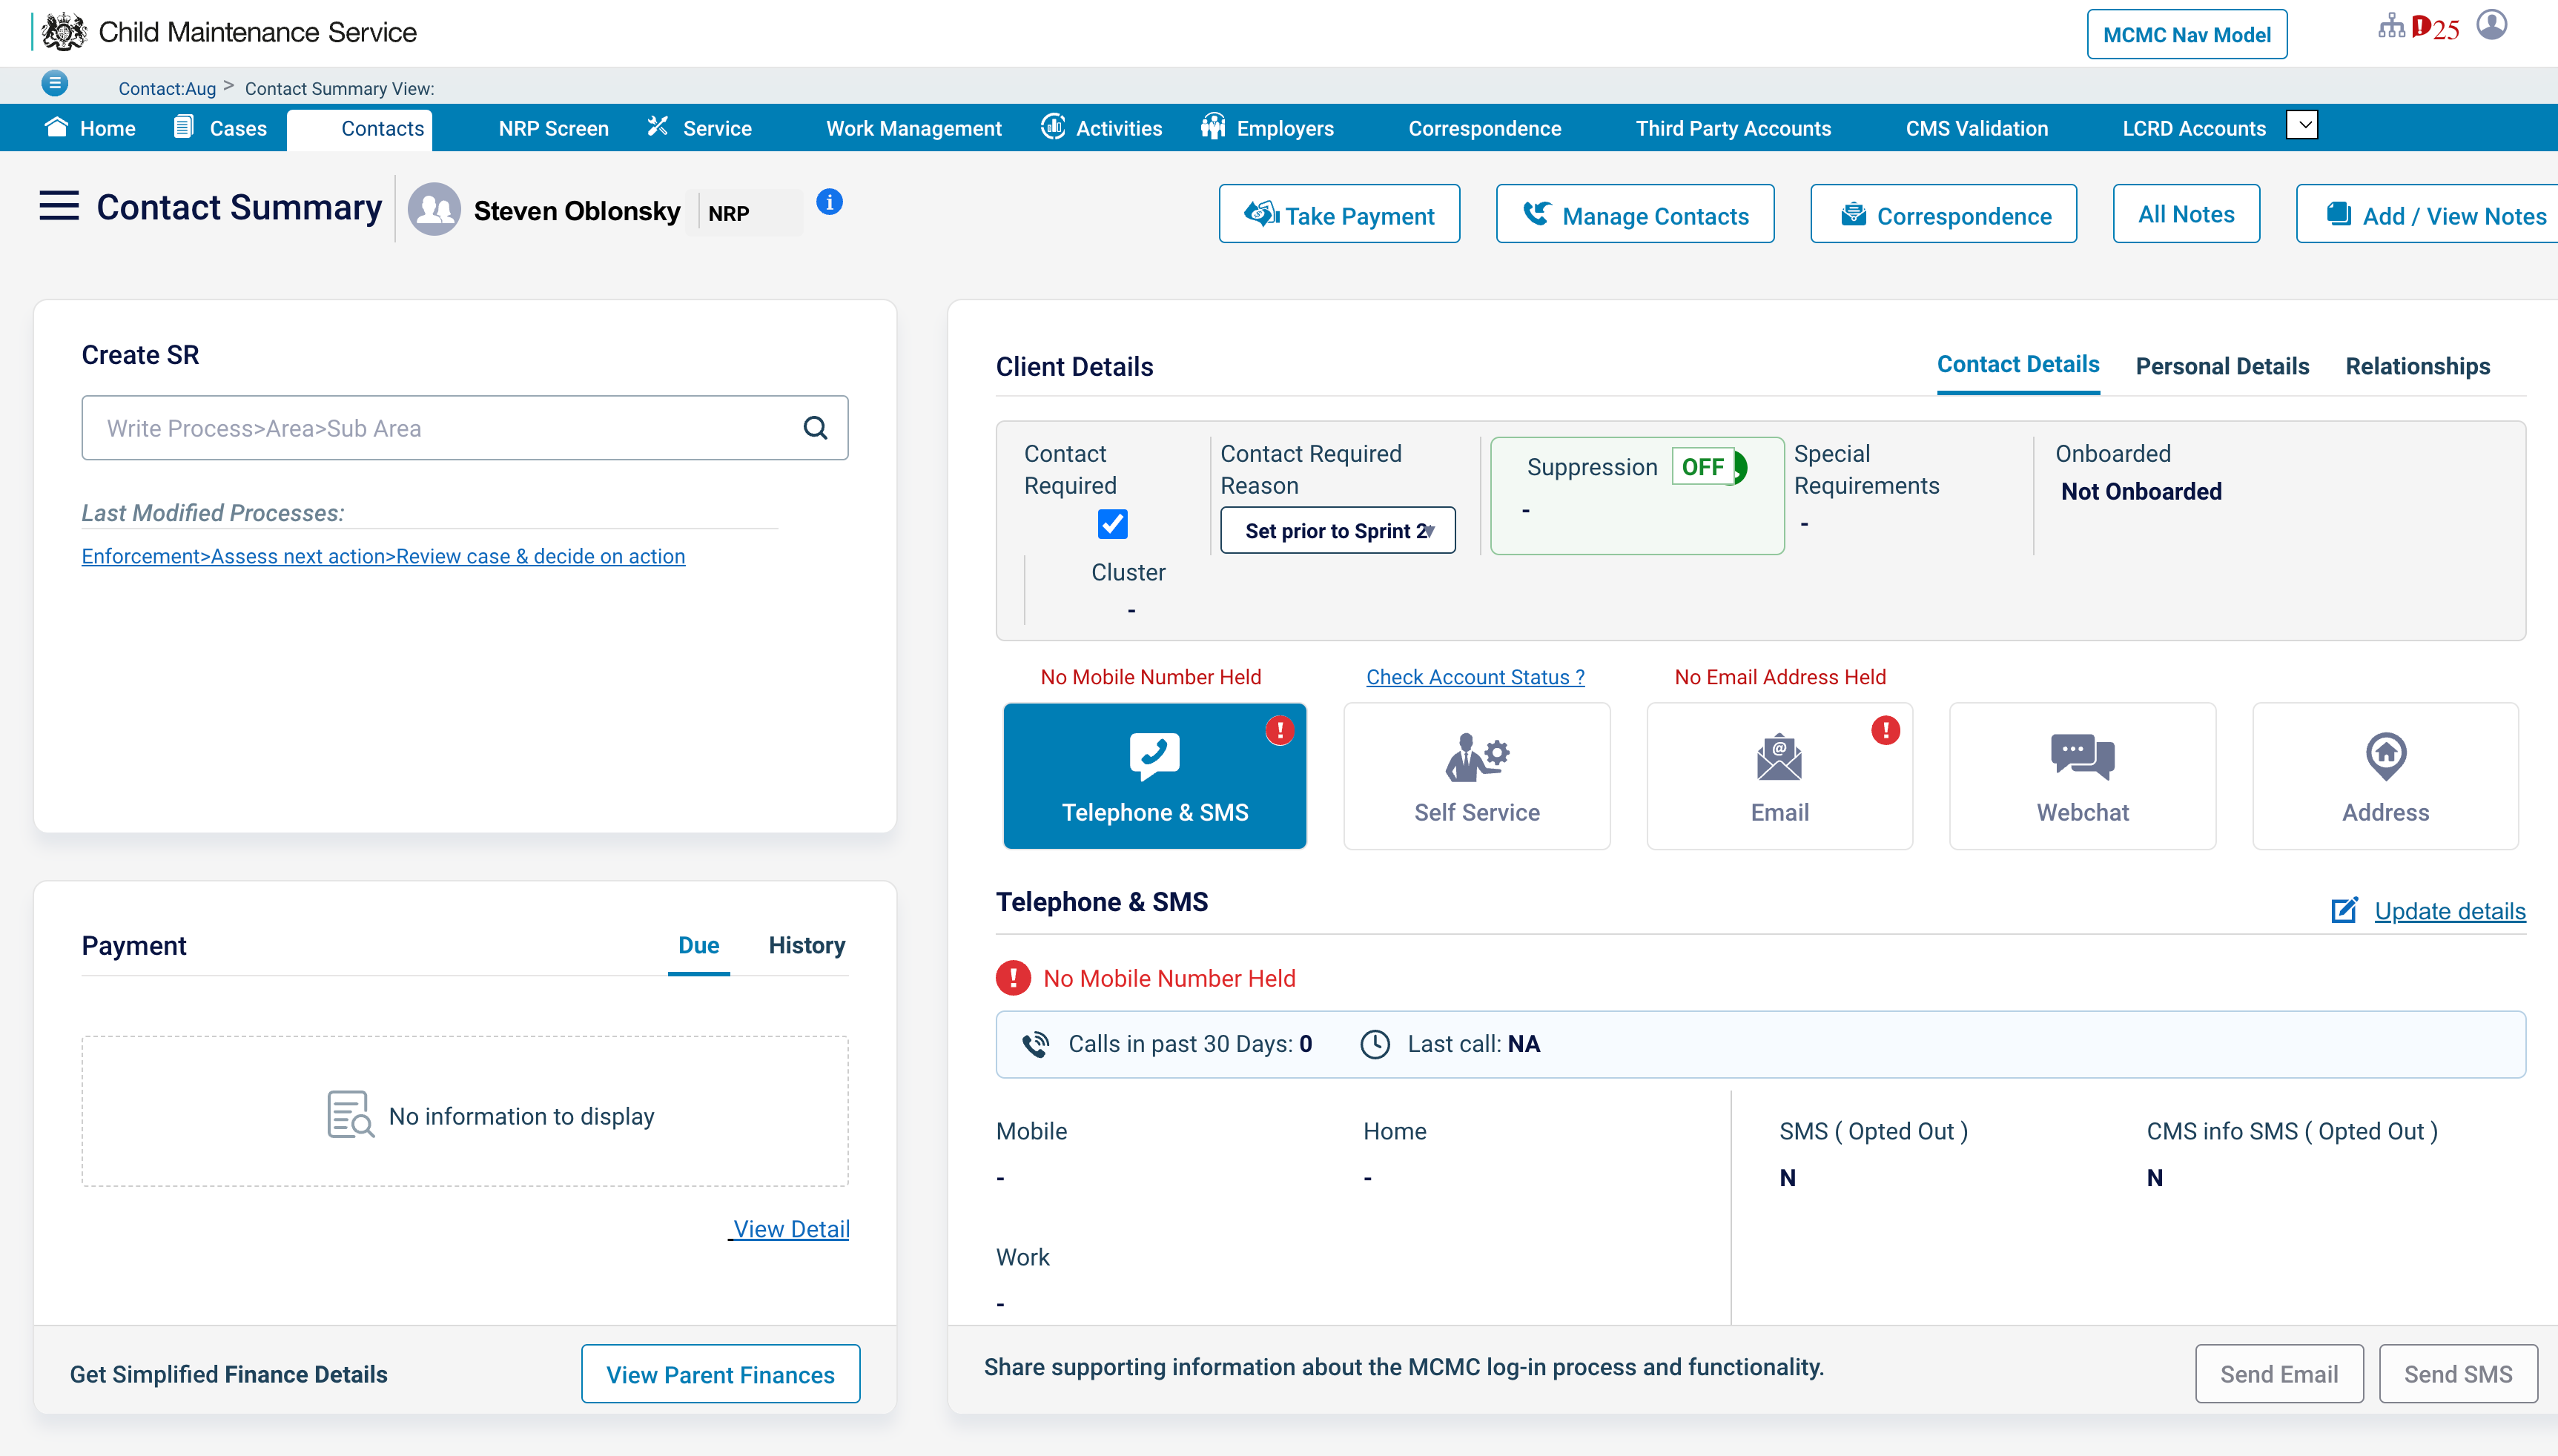 Child Maintenance Service
MCMC Nav Model
25
Contact:Aug > Contact Summary View:
Home
Cases
Contacts
NRP Screen
Service
Work Management
Activities
Employers
Correspondence
Third Party Accounts
CMS Validation
LCRD Accounts
Contact Summary
Steven Oblonsky
NRP
Take Payment
Manage Contacts
Correspondence
All Notes
Add / View Notes
Create SR
Write Process>Area>Sub Area
Last Modified Processes:
Enforcement>Assess next action>Review case & decide on action
Payment
Due
History
No information to display
View Detail
Get Simplified Finance Details
View Parent Finances
Client Details
Contact Details
Personal Details
Relationships
Contact
Required
Contact Required
Reason
Set prior to Sprint 2
Suppression
OFF
-
Special
Requirements
-
Onboarded
Not Onboarded
Cluster
-
No Mobile Number Held
Check Account Status ?
No Email Address Held
Telephone & SMS
Self Service
Email
Webchat
Address
Telephone & SMS
Update details
No Mobile Number Held
Calls in past 30 Days: 0
Last call: NA
Mobile
-
Home
-
SMS ( Opted Out )
N
CMS info SMS ( Opted Out )
N
Work
-
Share supporting information about the MCMC log-in process and functionality.
Send Email
Send SMS